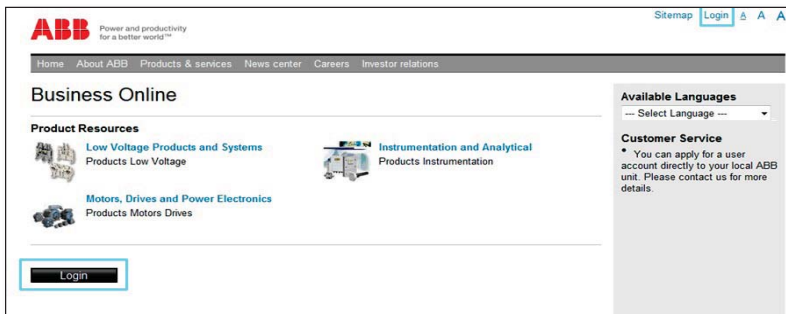 Sitemap Login A A A
ABB
Power and productivity
for a better world™
Home About ABB Products & services News center Careers Investor relations
Business Online
Product Resources
Low Voltage Products and Systems
Products Low Voltage
Instrumentation and Analytical
Products Instrumentation
Motors, Drives and Power Electronics
Products Motors Drives
Login
Available Languages
--- Select Language ---
Customer Service
• You can apply for a user
account directly to your local ABB
unit. Please contact us for more
details.